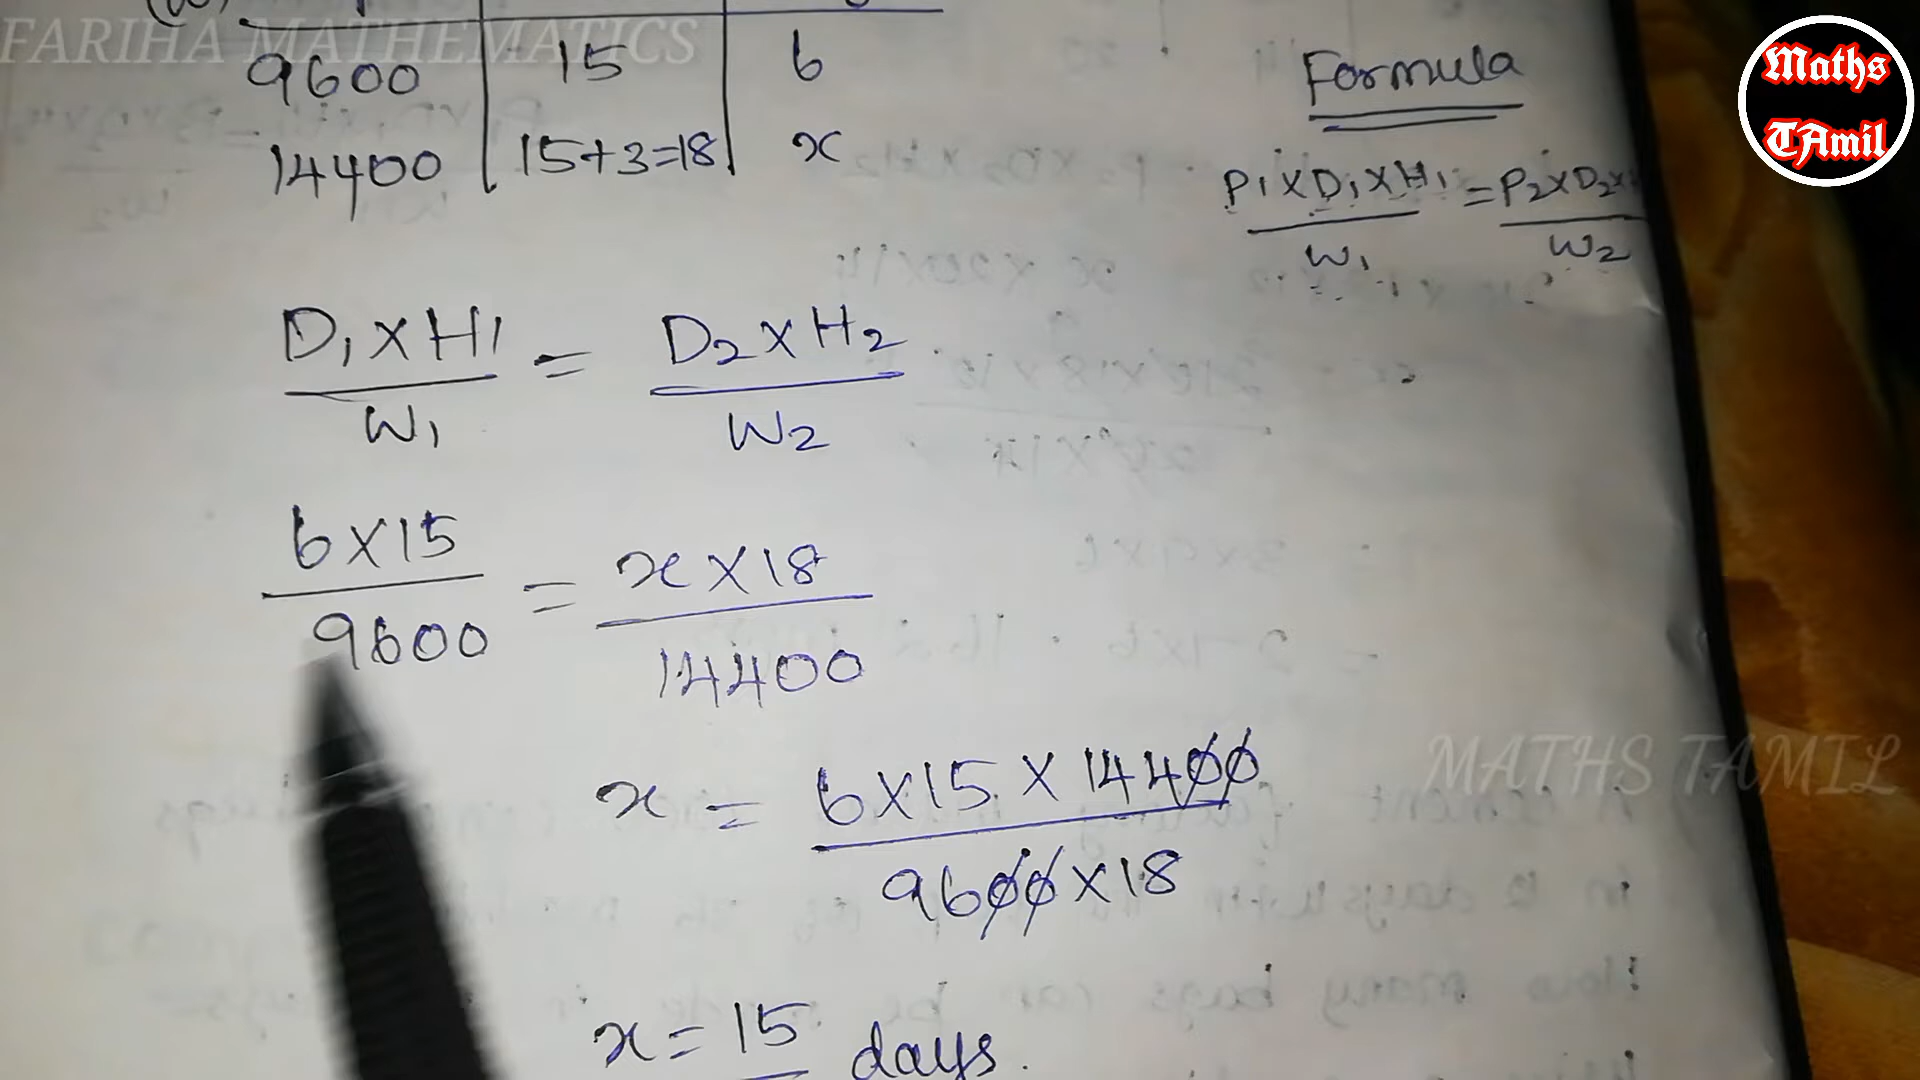 FARIHA MATHEMATICS
9600 15 6
14400 15+3=18 x
Formula
P1×D1×H1 = P2×D2×
W1 W2
Maths
TAmil
D1×H1 = D2×H2
W1 W2
6×15 = x×18
9600 14400
x = 6×15×14400
9600×18
MATHS TAMIL
x = 15 days.